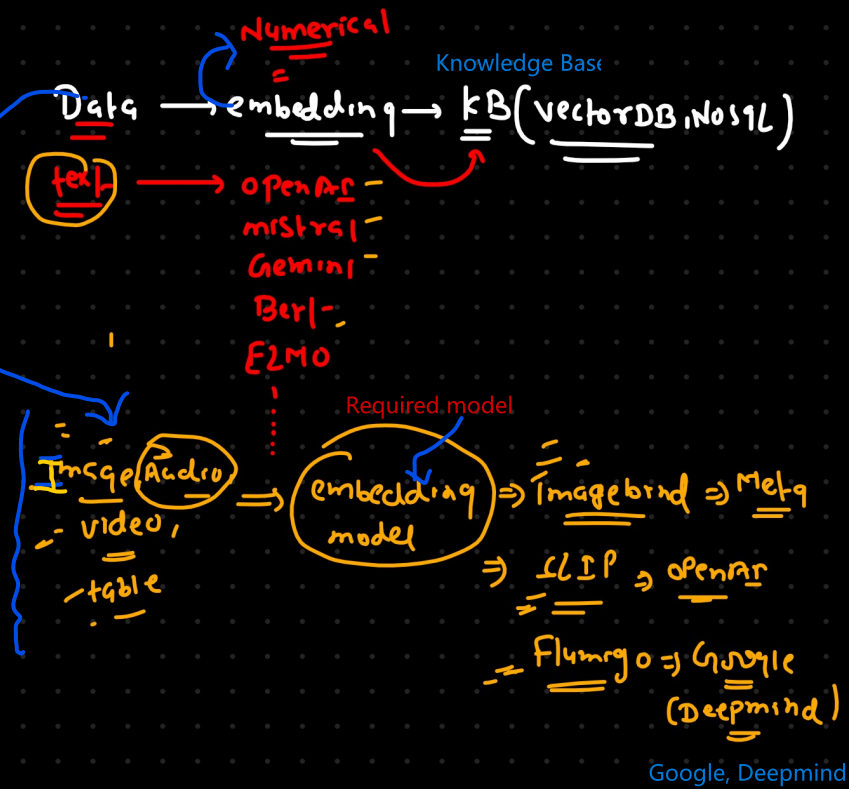 Numerical
Knowledge Base
Data → embedding → KB(vectorDB, NoSQL)
text → openAI
mistral
Gemini
Bert
ELMO
Required model
Image, Audio, ⇒ embedding model ⇒ Imagebind ⇒ Meta
video,
table
⇒ CLIP ⇒ openAI
Flumigo ⇒ Google
(Deepmind)
Google, Deepmind